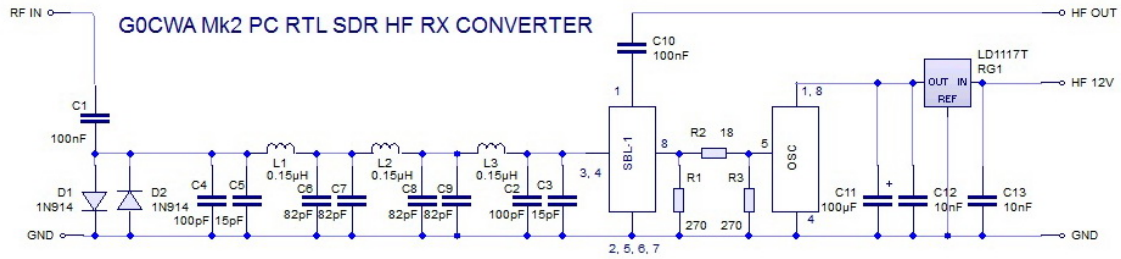 RF IN
G0CWA Mk2 PC RTL SDR HF RX CONVERTER
HF OUT
C10
100nF
LD1117T
RG1
OUT IN
REF
HF 12V
C1
100nF
1
1, 8
SBL-1
8
R2 18
5
OSC
3, 4
R1
270
R3
270
4
2, 5, 6, 7
L1
0.15µH
L2
0.15µH
L3
0.15µH
D1
1N914
D2
1N914
C4
100pF
C5
15pF
C6
82pF
C7
82pF
C8
82pF
C9
82pF
C2
100pF
C3
15pF
C11
100µF
+
C12
10nF
C13
10nF
GND
GND